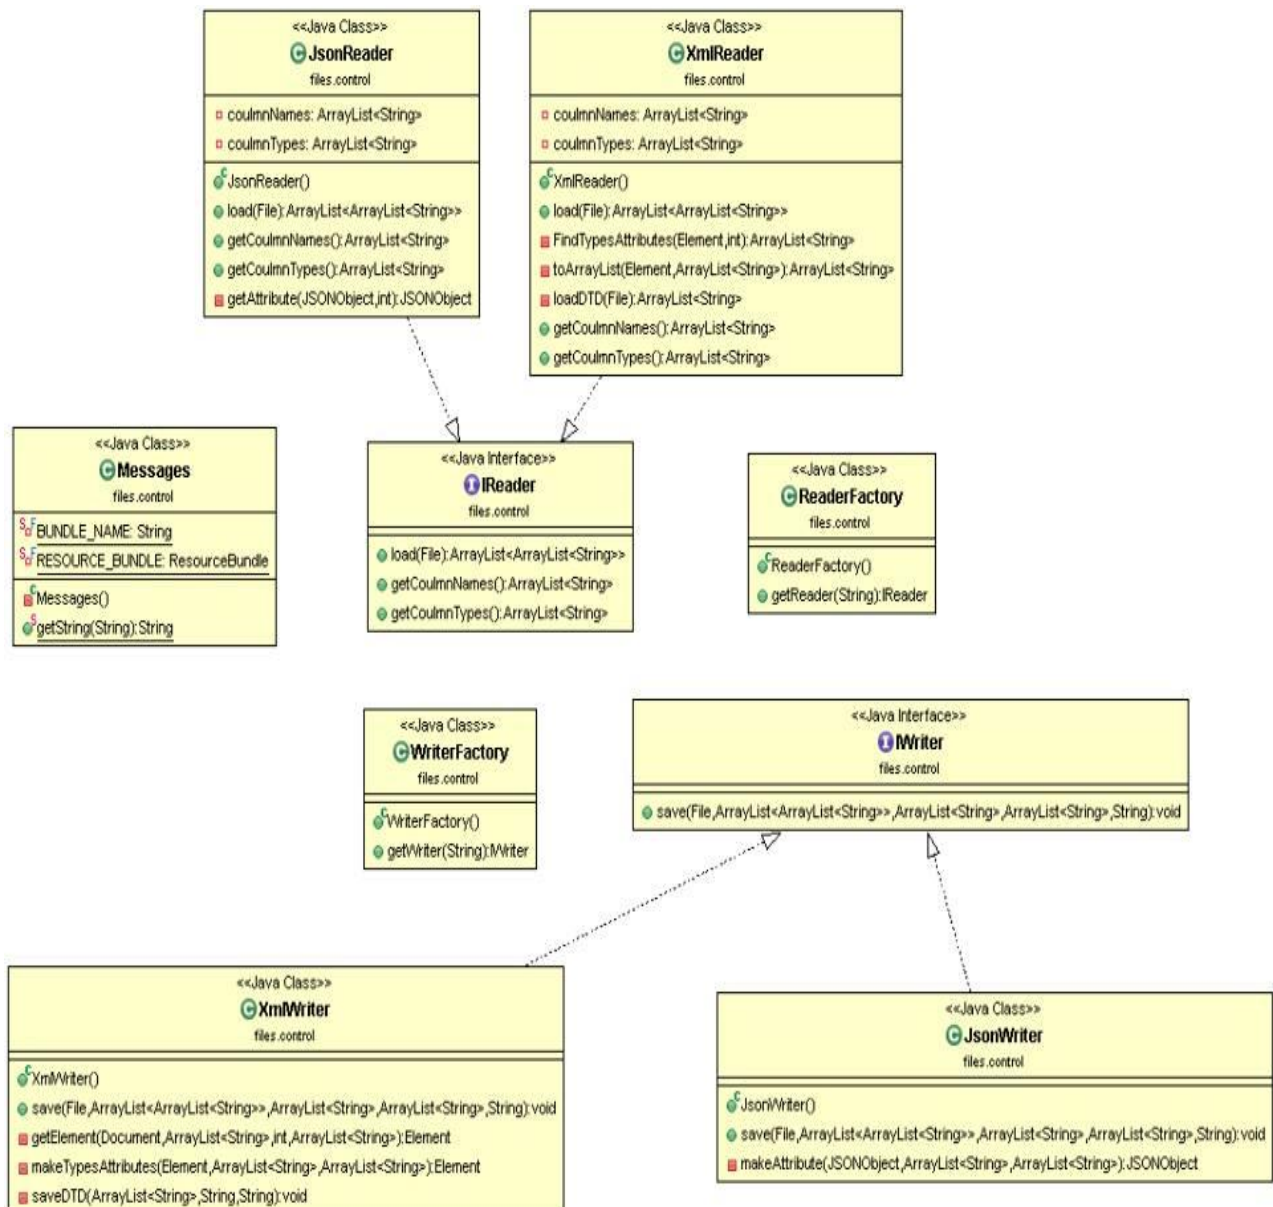 <<Java Class>>
JsonReader
files.control
coulmnNames: ArrayList<String>
coulmnTypes: ArrayList<String>
JsonReader()
load(File):ArrayList<ArrayList<String>>
getCoulmnNames():ArrayList<String>
getCoulmnTypes():ArrayList<String>
getAttribute(JSONObject,int):JSONObject
<<Java Class>>
XmlReader
files.control
coulmnNames: ArrayList<String>
coulmnTypes: ArrayList<String>
XmlReader()
load(File):ArrayList<ArrayList<String>>
FindTypesAttributes(Element,int):ArrayList<String>
toArrayList(Element,ArrayList<String>):ArrayList<String>
loadDTD(File):ArrayList<String>
getCoulmnNames():ArrayList<String>
getCoulmnTypes():ArrayList<String>
<<Java Class>>
Messages
files.control
BUNDLE_NAME: String
RESOURCE_BUNDLE: ResourceBundle
Messages()
getString(String):String
<<Java Interface>>
IReader
files.control
load(File):ArrayList<ArrayList<String>>
getCoulmnNames():ArrayList<String>
getCoulmnTypes():ArrayList<String>
<<Java Class>>
ReaderFactory
files.control
ReaderFactory()
getReader(String):IReader
<<Java Class>>
WriterFactory
files.control
WriterFactory()
getWriter(String):IWriter
<<Java Interface>>
IWriter
files.control
save(File,ArrayList<ArrayList<String>>,ArrayList<String>,ArrayList<String>,String):void
<<Java Class>>
XmlWriter
files.control
XmlWriter()
save(File,ArrayList<ArrayList<String>>,ArrayList<String>,ArrayList<String>,String):void
getElement(Document,ArrayList<String>,int,ArrayList<String>):Element
makeTypesAttributes(Element,ArrayList<String>,ArrayList<String>):Element
saveDTD(ArrayList<String>,String,String):void
<<Java Class>>
JsonWriter
files.control
JsonWriter()
save(File,ArrayList<ArrayList<String>>,ArrayList<String>,ArrayList<String>,String):void
makeAttribute(JSONObject,ArrayList<String>,ArrayList<String>):JSONObject